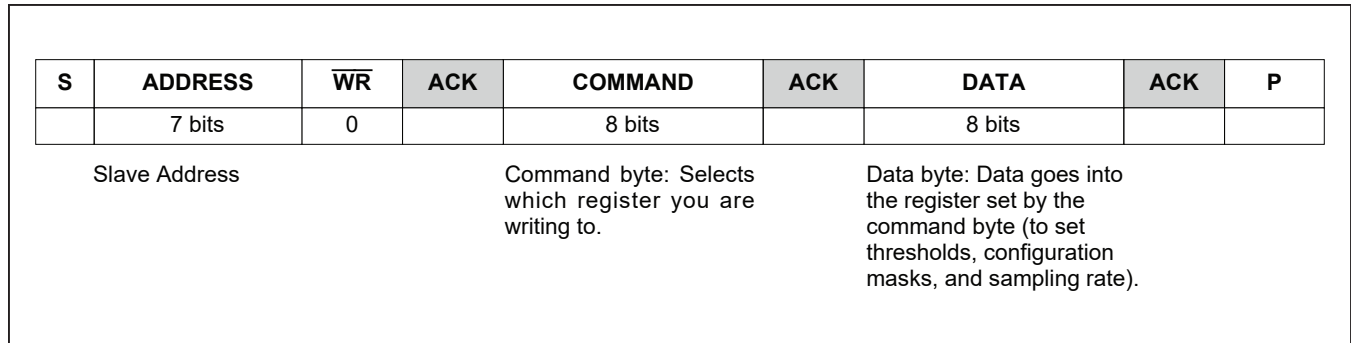 S ADDRESS W̅R̅ ACK COMMAND ACK DATA ACK P
7 bits 0 8 bits 8 bits
Slave Address
Command byte: Selects
which register you are
writing to.
Data byte: Data goes into
the register set by the
command byte (to set
thresholds, configuration
masks, and sampling rate).